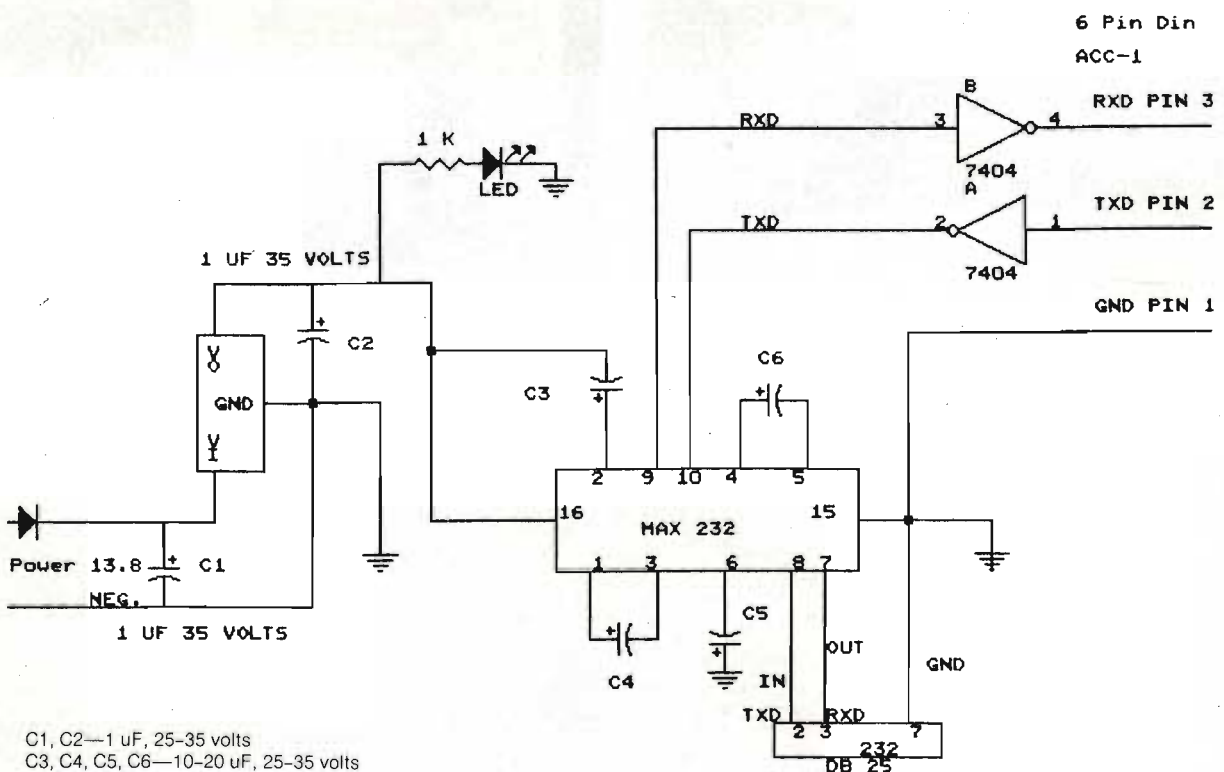 6 Pin Din
ACC-1
B
RXD PIN 3
RXD
3
4
1 K
7404
LED
A
TXD PIN 2
TXD
2
1
7404
1 UF 35 VOLTS
GND PIN 1
+
C2
VO
C6
+
C3
+
GND
VI
2
9
10
4
5
16
15
MAX 232
Power 13.8
+
C1
1
3
6
8
7
NEG.
C5
1 UF 35 VOLTS
+
+
OUT
GND
C4
IN
TXD
RXD
2
3
7
C1, C2—1 uF, 25-35 volts
232
C3, C4, C5, C6—10-20 uF, 25-35 volts
DB 25